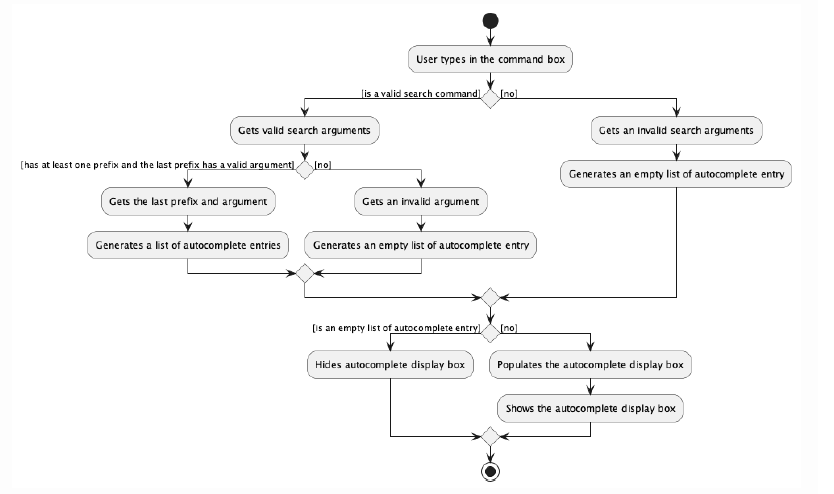 User types in the command box
[is a valid search command]
[no]
Gets valid search arguments
Gets an invalid search arguments
[has at least one prefix and the last prefix has a valid argument]
[no]
Generates an empty list of autocomplete entry
Gets the last prefix and argument
Gets an invalid argument
Generates a list of autocomplete entries
Generates an empty list of autocomplete entry
[is an empty list of autocomplete entry]
[no]
Hides autocomplete display box
Populates the autocomplete display box
Shows the autocomplete display box